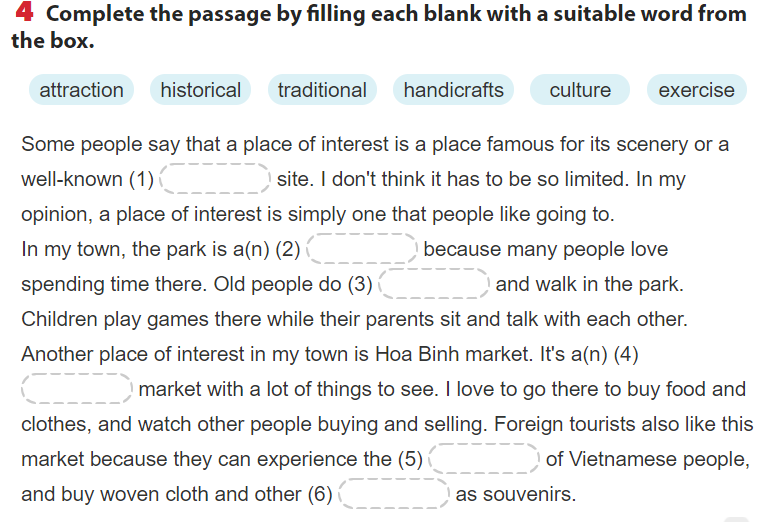 4 Complete the passage by filling each blank with a suitable word from
the box.
attraction historical traditional handicrafts culture exercise
Some people say that a place of interest is a place famous for its scenery or a
well-known (1) site. I don't think it has to be so limited. In my
opinion, a place of interest is simply one that people like going to.
In my town, the park is a(n) (2) because many people love
spending time there. Old people do (3) and walk in the park.
Children play games there while their parents sit and talk with each other.
Another place of interest in my town is Hoa Binh market. It's a(n) (4)
market with a lot of things to see. I love to go there to buy food and
clothes, and watch other people buying and selling. Foreign tourists also like this
market because they can experience the (5) of Vietnamese people,
and buy woven cloth and other (6) as souvenirs.